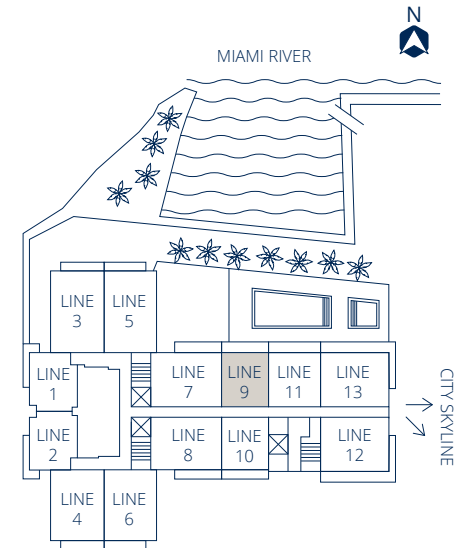 N
MIAMI RIVER
LINE
3
LINE
5
LINE
1
LINE
7
LINE
9
LINE
11
LINE
13
CITY SKYLINE
LINE
2
LINE
8
LINE
10
LINE
12
LINE
4
LINE
6